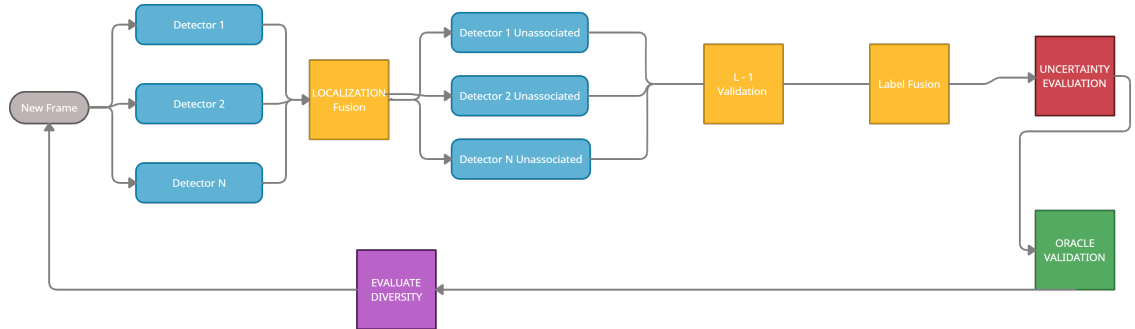 New Frame
Detector 1
Detector 2
Detector N
LOCALIZATION
Fusion
Detector 1 Unassociated
Detector 2 Unassociated
Detector N Unassociated
L - 1
Validation
Label Fusion
UNCERTAINTY
EVALUATION
ORACLE
VALIDATION
EVALUATE
DIVERSITY